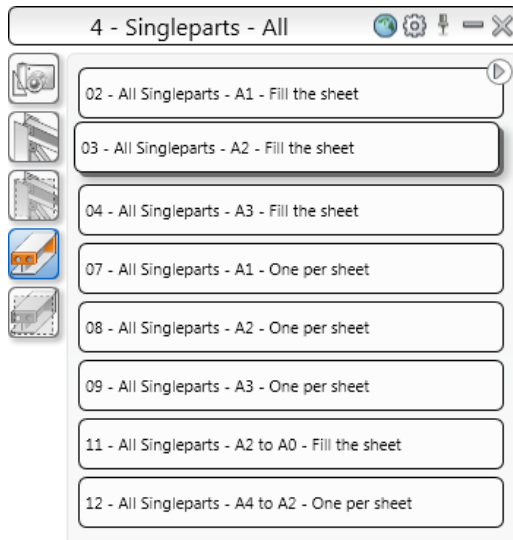 4 - Singleparts - All
02 - All Singleparts - A1 - Fill the sheet
03 - All Singleparts - A2 - Fill the sheet
04 - All Singleparts - A3 - Fill the sheet
07 - All Singleparts - A1 - One per sheet
08 - All Singleparts - A2 - One per sheet
09 - All Singleparts - A3 - One per sheet
11 - All Singleparts - A2 to A0 - Fill the sheet
12 - All Singleparts - A4 to A2 - One per sheet